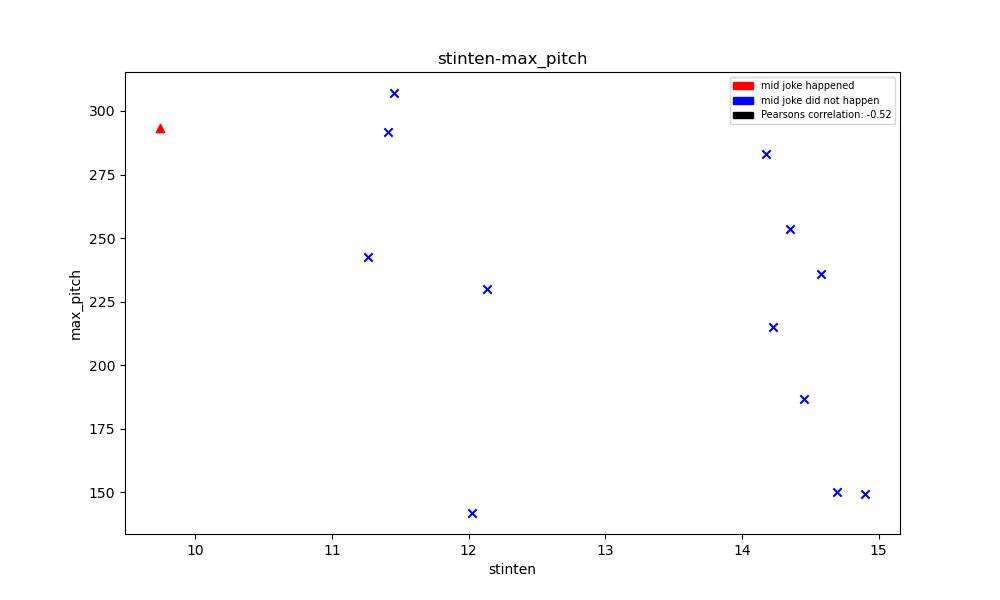 stinten-max_pitch
mid joke happened
mid joke did not happen
Pearsons correlation: -0.52
max_pitch
300
275
250
225
200
175
150
10 11 12 13 14 15
stinten